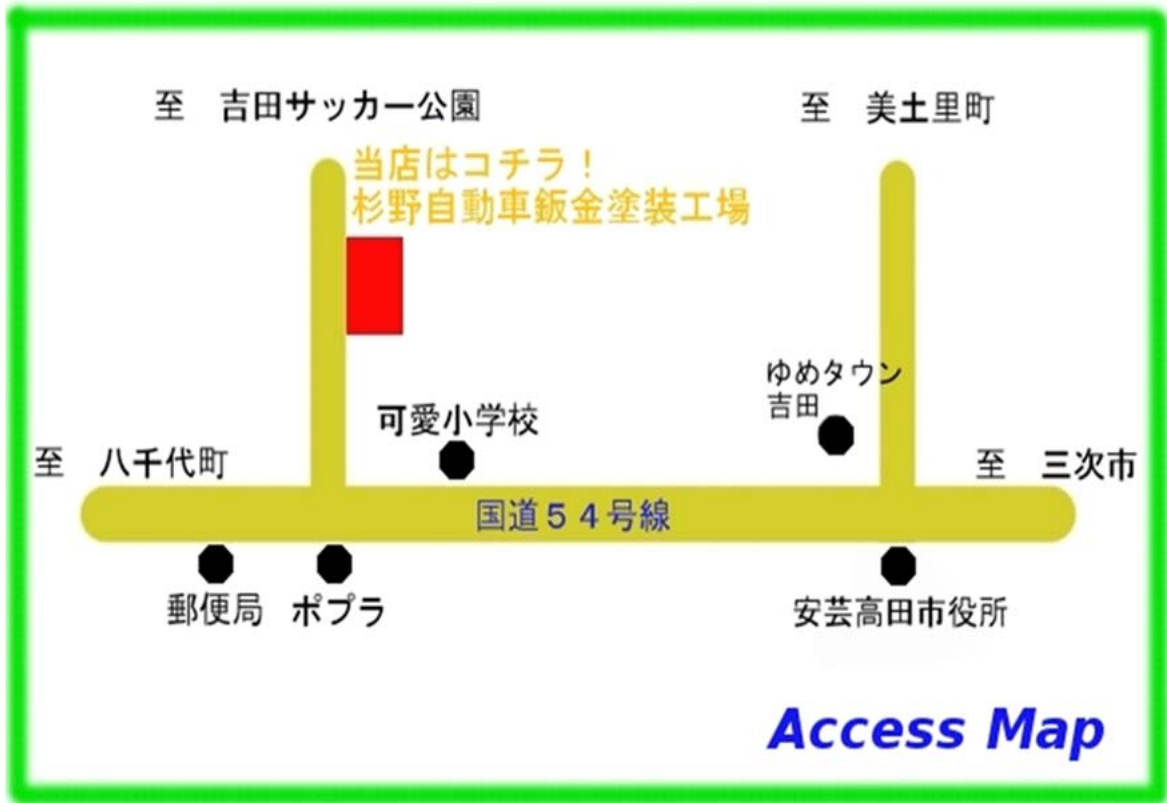 至　吉田サッカー公園
至　美土里町
当店はコチラ！
杉野自動車鈑金塗装工場
ゆめタウン
吉田
可愛小学校
至　八千代町
至　三次市
国道５４号線
郵便局
ポプラ
安芸高田市役所
Access Map